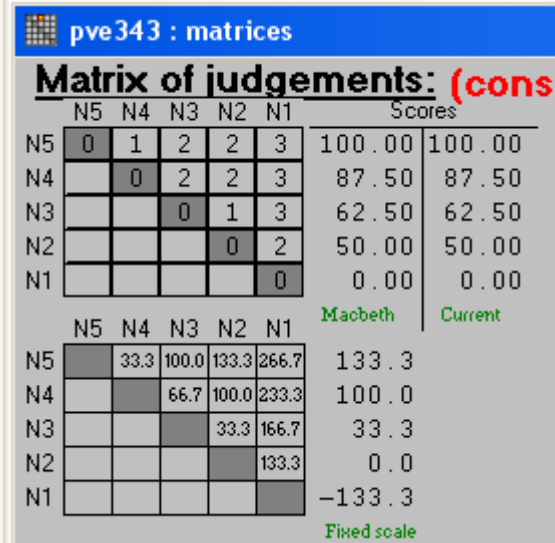 pve343 : matrices
Matrix of judgements: (cons
N5 N4 N3 N2 N1 Scores
N5 0 1 2 2 3 100.00 100.00
N4 0 2 2 3 87.50 87.50
N3 0 1 3 62.50 62.50
N2 0 2 50.00 50.00
N1 0 0.00 0.00
Macbeth Current
N5 N4 N3 N2 N1
N5 33.3 100.0 133.3 266.7 133.3
N4 66.7 100.0 233.3 100.0
N3 33.3 166.7 33.3
N2 133.3 0.0
N1 -133.3
Fixed scale